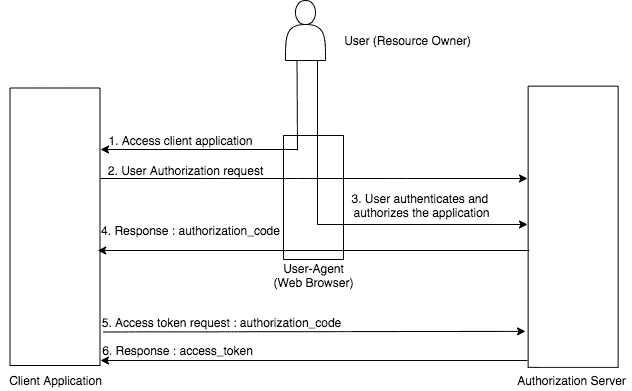 User (Resource Owner)
1. Access client application
2. User Authorization request
3. User authenticates and
authorizes the application
4. Response : authorization_code
User-Agent
(Web Browser)
5. Access token request : authorization_code
6. Response : access_token
Client Application
Authorization Server